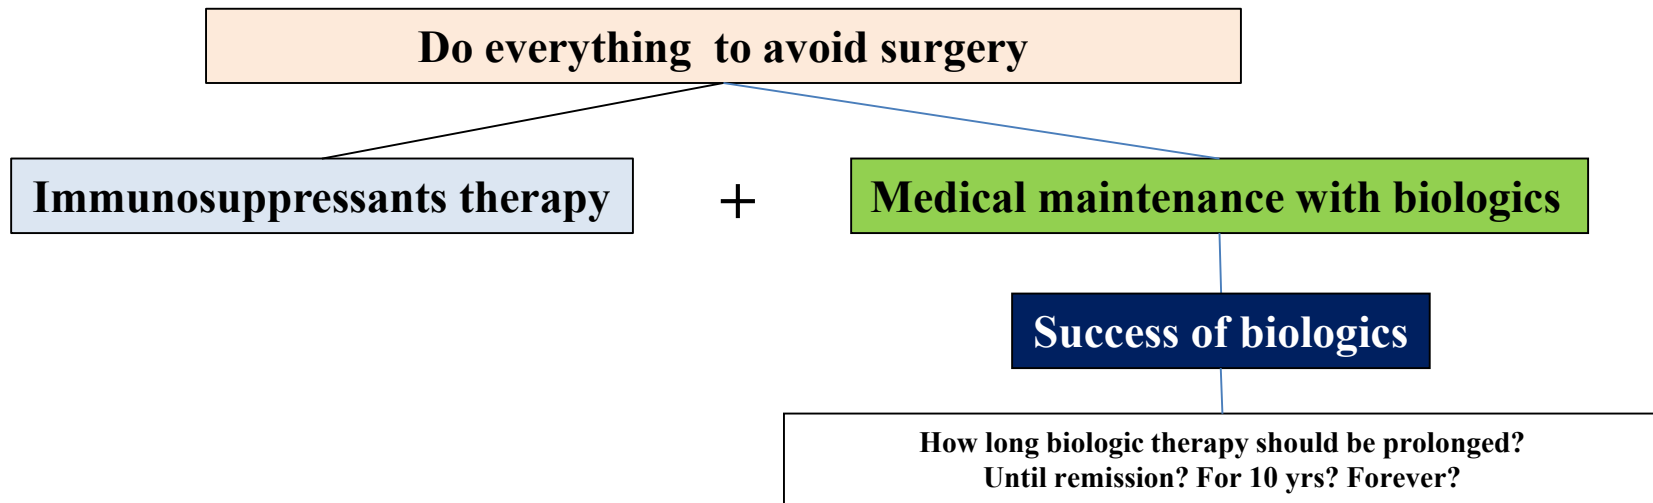 Do everything  to avoid surgery
Immunosuppressants therapy
+
Medical maintenance with biologics
Success of biologics
How long biologic therapy should be prolonged?
Until remission? For 10 yrs? Forever?